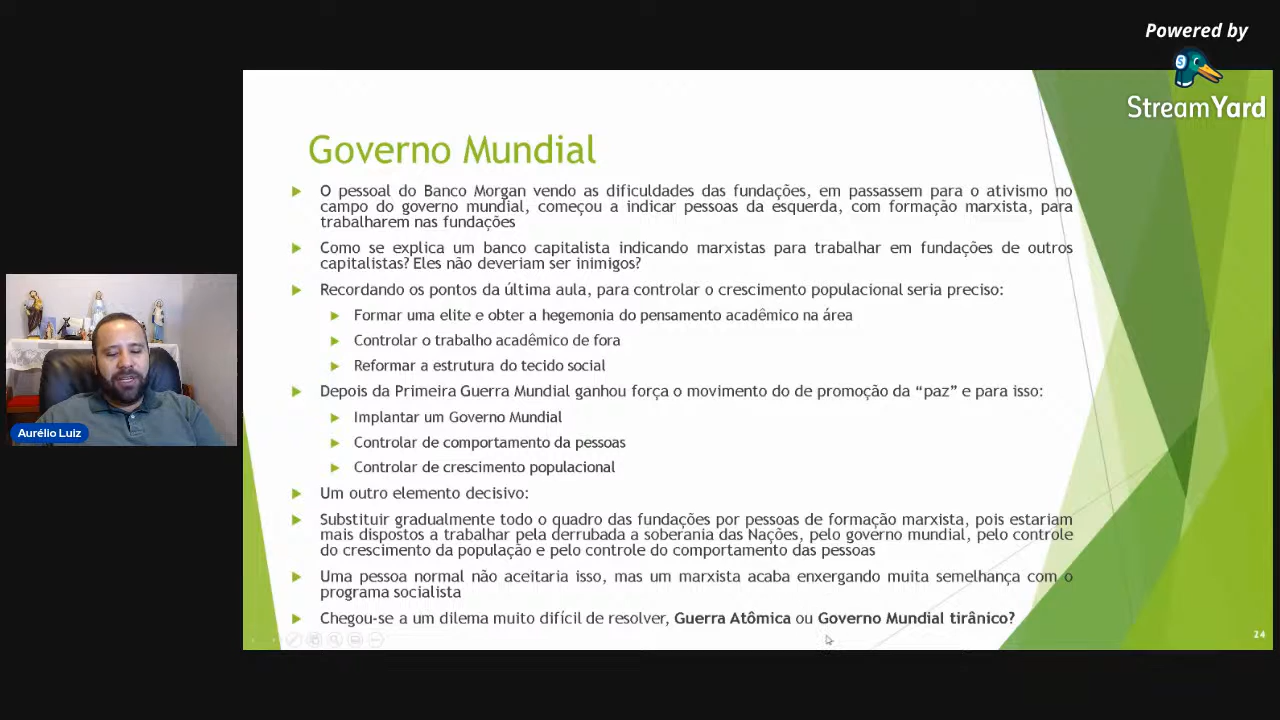 Powered by
StreamYard
Governo Mundial
O pessoal do Banco Morgan vendo as dificuldades das fundações, em passassem para o ativismo no
campo do governo mundial, começou a indicar pessoas da esquerda, com formação marxista, para
trabalharem nas fundações
Como se explica um banco capitalista indicando marxistas para trabalhar em fundações de outros
capitalistas? Eles não deveriam ser inimigos?
Recordando os pontos da última aula, para controlar o crescimento populacional seria preciso:
Formar uma elite e obter a hegemonia do pensamento acadêmico na área
Controlar o trabalho acadêmico de fora
Reformar a estrutura do tecido social
Depois da Primeira Guerra Mundial ganhou força o movimento do de promoção da “paz” e para isso:
Implantar um Governo Mundial
Controlar de comportamento da pessoas
Controlar de crescimento populacional
Um outro elemento decisivo:
Substituir gradualmente todo o quadro das fundações por pessoas de formação marxista, pois estariam
mais dispostos a trabalhar pela derrubada a soberania das Nações, pelo governo mundial, pelo controle
do crescimento da população e pelo controle do comportamento das pessoas
Uma pessoa normal não aceitaria isso, mas um marxista acaba enxergando muita semelhança com o
programa socialista
Chegou-se a um dilema muito difícil de resolver, Guerra Atômica ou Governo Mundial tirânico?
24
Aurélio Luiz